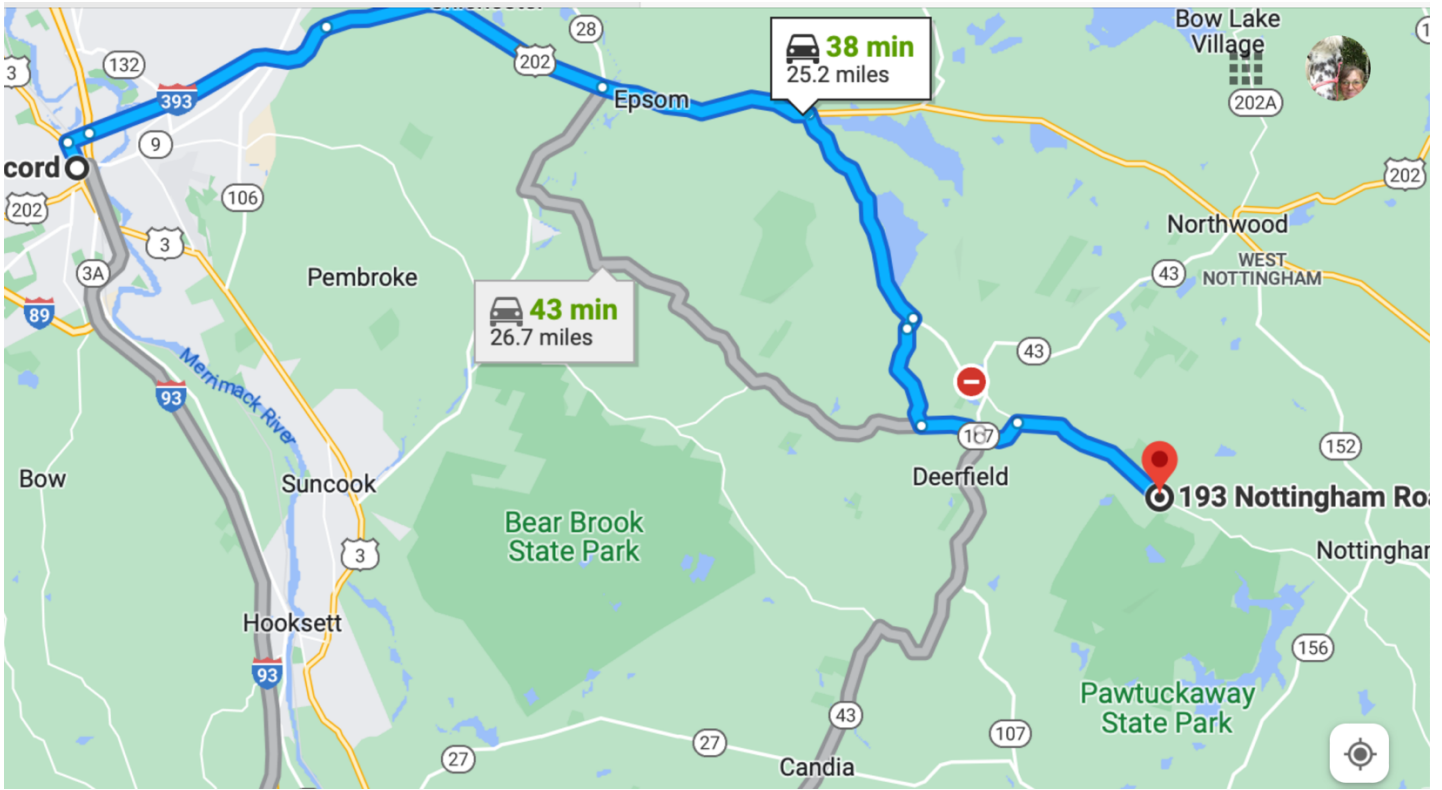 Bow Lake
Village
28
3
132
202
38 min
25.2 miles
393
Epsom
202A
9
cord
202
106
202
3
Northwood
3A
Pembroke
43
WEST
NOTTINGHAM
89
43 min
26.7 miles
Merrimack River
43
93
152
Bow
Suncook
Deerfield
193 Nottingham Roa
Bear Brook
State Park
3
Nottinghar
Hooksett
156
93
Pawtuckaway
State Park
43
107
27
27
Candia